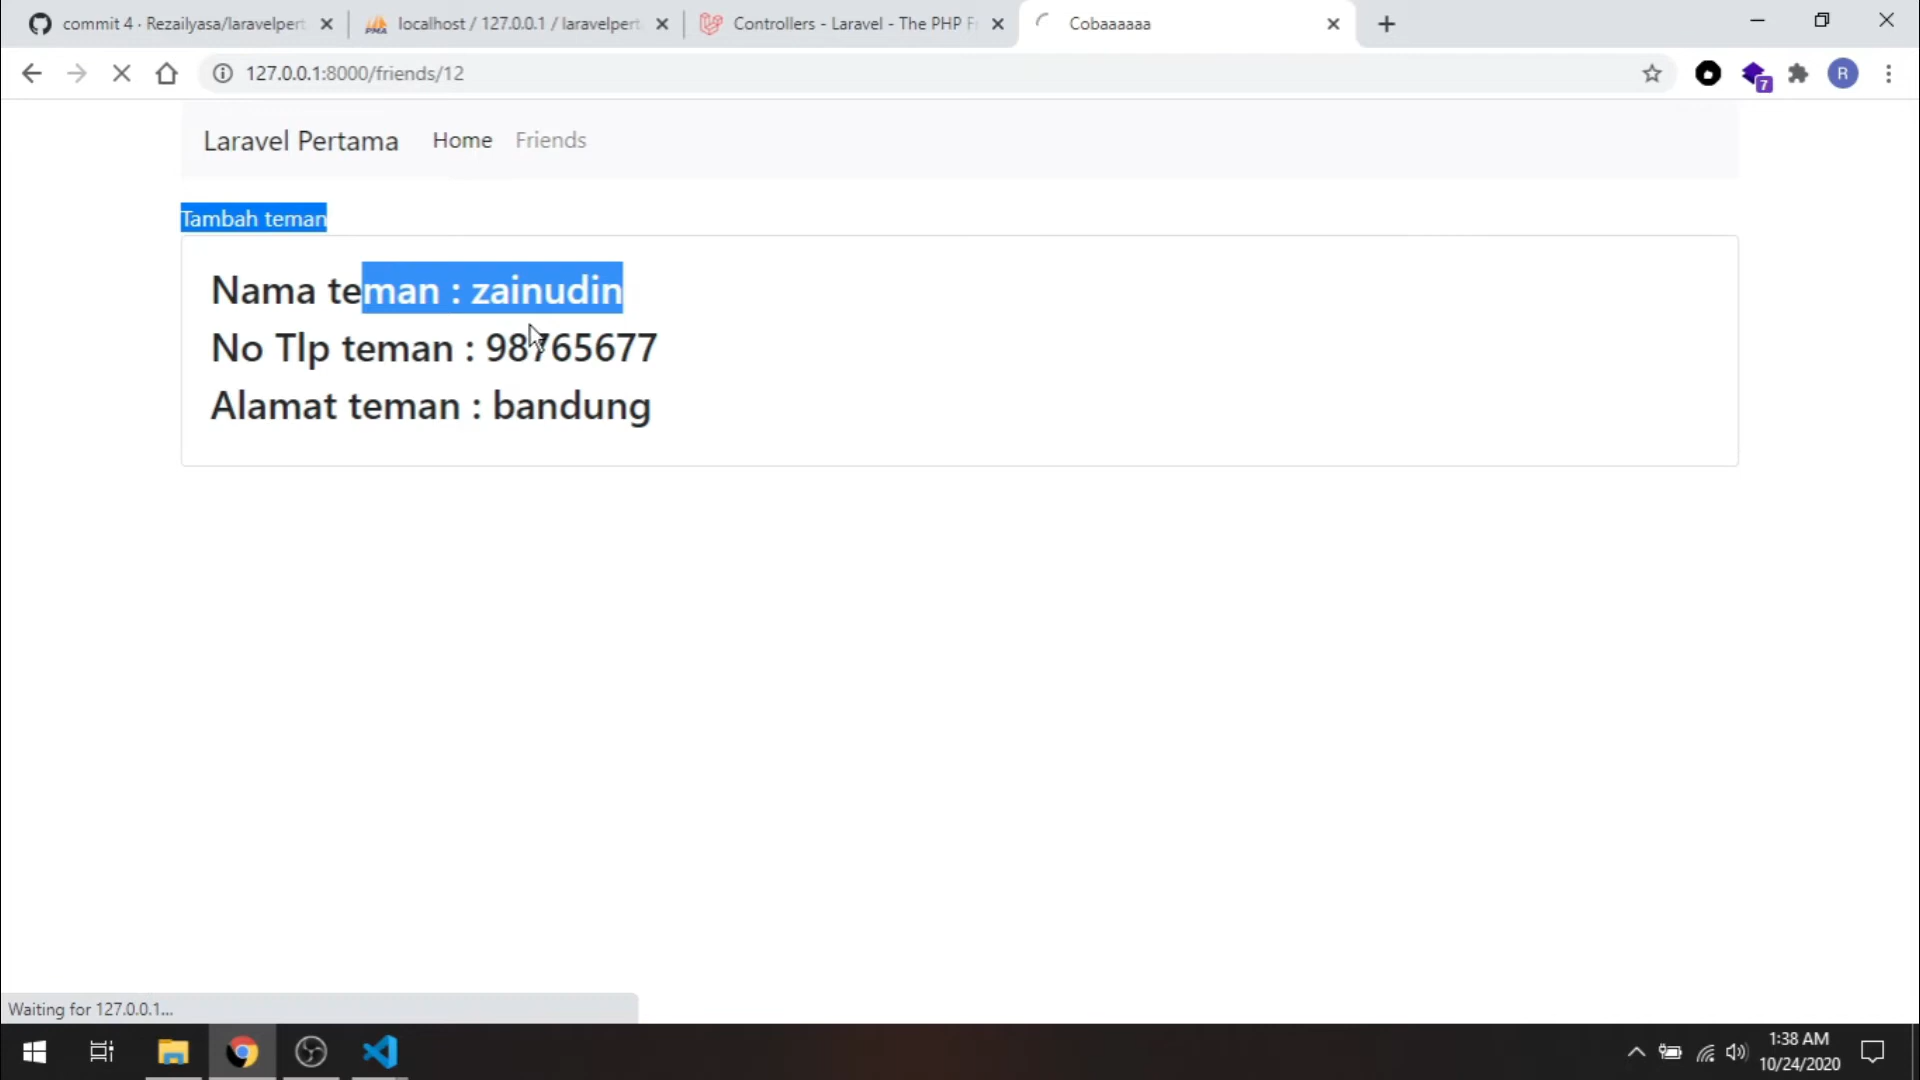 commit 4 · Rezailyasa/laravelpert
localhost / 127.0.0.1 / laravelpert
Controllers - Laravel - The PHP F
Cobaaaaaa
127.0.0.1:8000/friends/12
7
R
Laravel Pertama
Home
Friends
Tambah teman
Nama teman : zainudin
No Tlp teman : 98765677
Alamat teman : bandung
Waiting for 127.0.0.1...
1:38 AM
10/24/2020